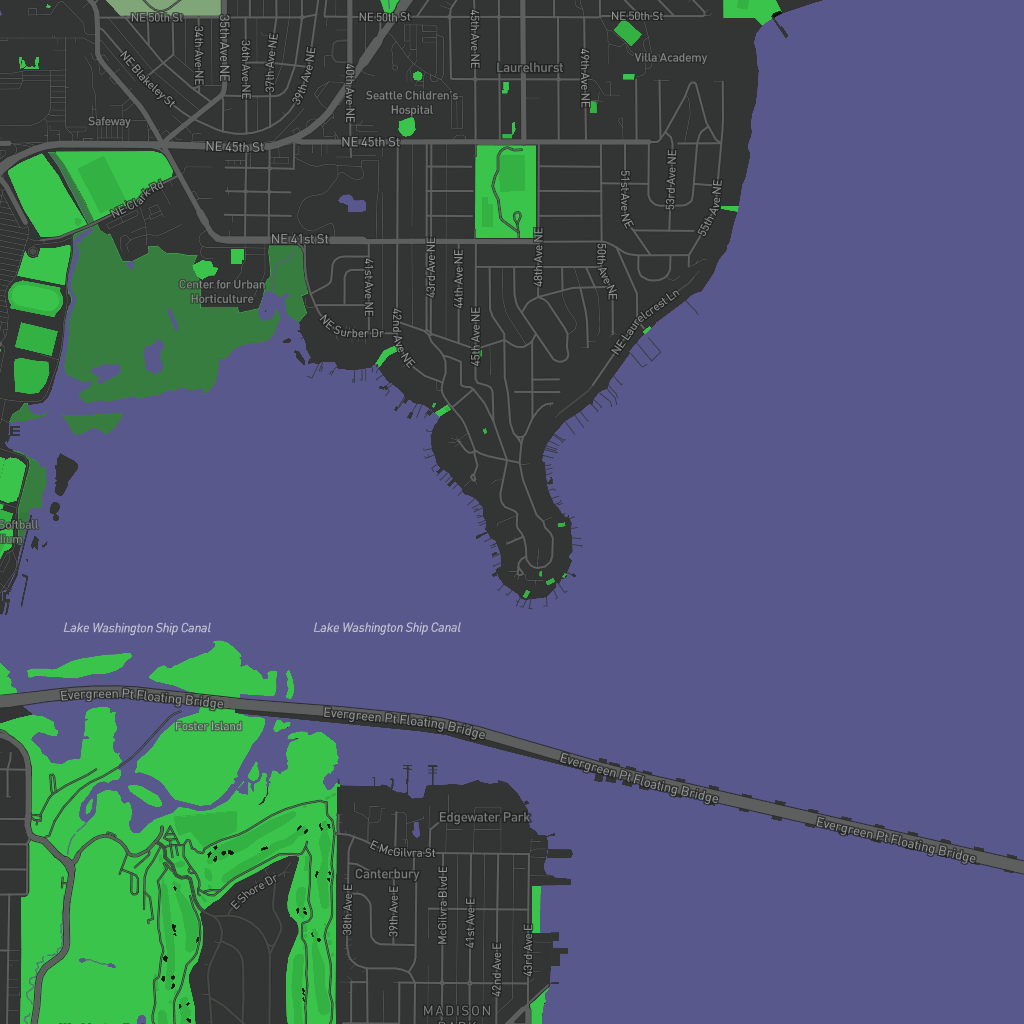 NE 50th St
NE 50th St
45th Ave NE
NE 50th St
34th Ave NE
35th Ave NE
36th Ave NE
37th Ave NE
39th Ave NE
40th Ave NE
NE Blakeley St
Laurelhurst
49th Ave NE
Villa Academy
Seattle Children's
Hospital
Safeway
NE 45th St
NE 45th St
NE Clark Rd
51st Ave NE
53rd Ave NE
55th Ave NE
NE 41st St
41st Ave NE
43rd Ave NE
44th Ave NE
48th Ave NE
50th Ave NE
Center for Urban
Horticulture
NE Surber Dr
42nd Ave NE
45th Ave NE
NE Laurelcrest Ln
Softball
dium
Lake Washington Ship Canal
Lake Washington Ship Canal
Evergreen Pt Floating Bridge
Evergreen Pt Floating Bridge
Foster Island
Evergreen Pt Floating Bridge
Evergreen Pt Floating Bridge
Edgewater Park
E McGilvra St
Canterbury
E Shore Dr
38th Ave E
39th Ave E
McGilvra Blvd E
41st Ave E
42nd Ave E
43rd Ave E
MADISON